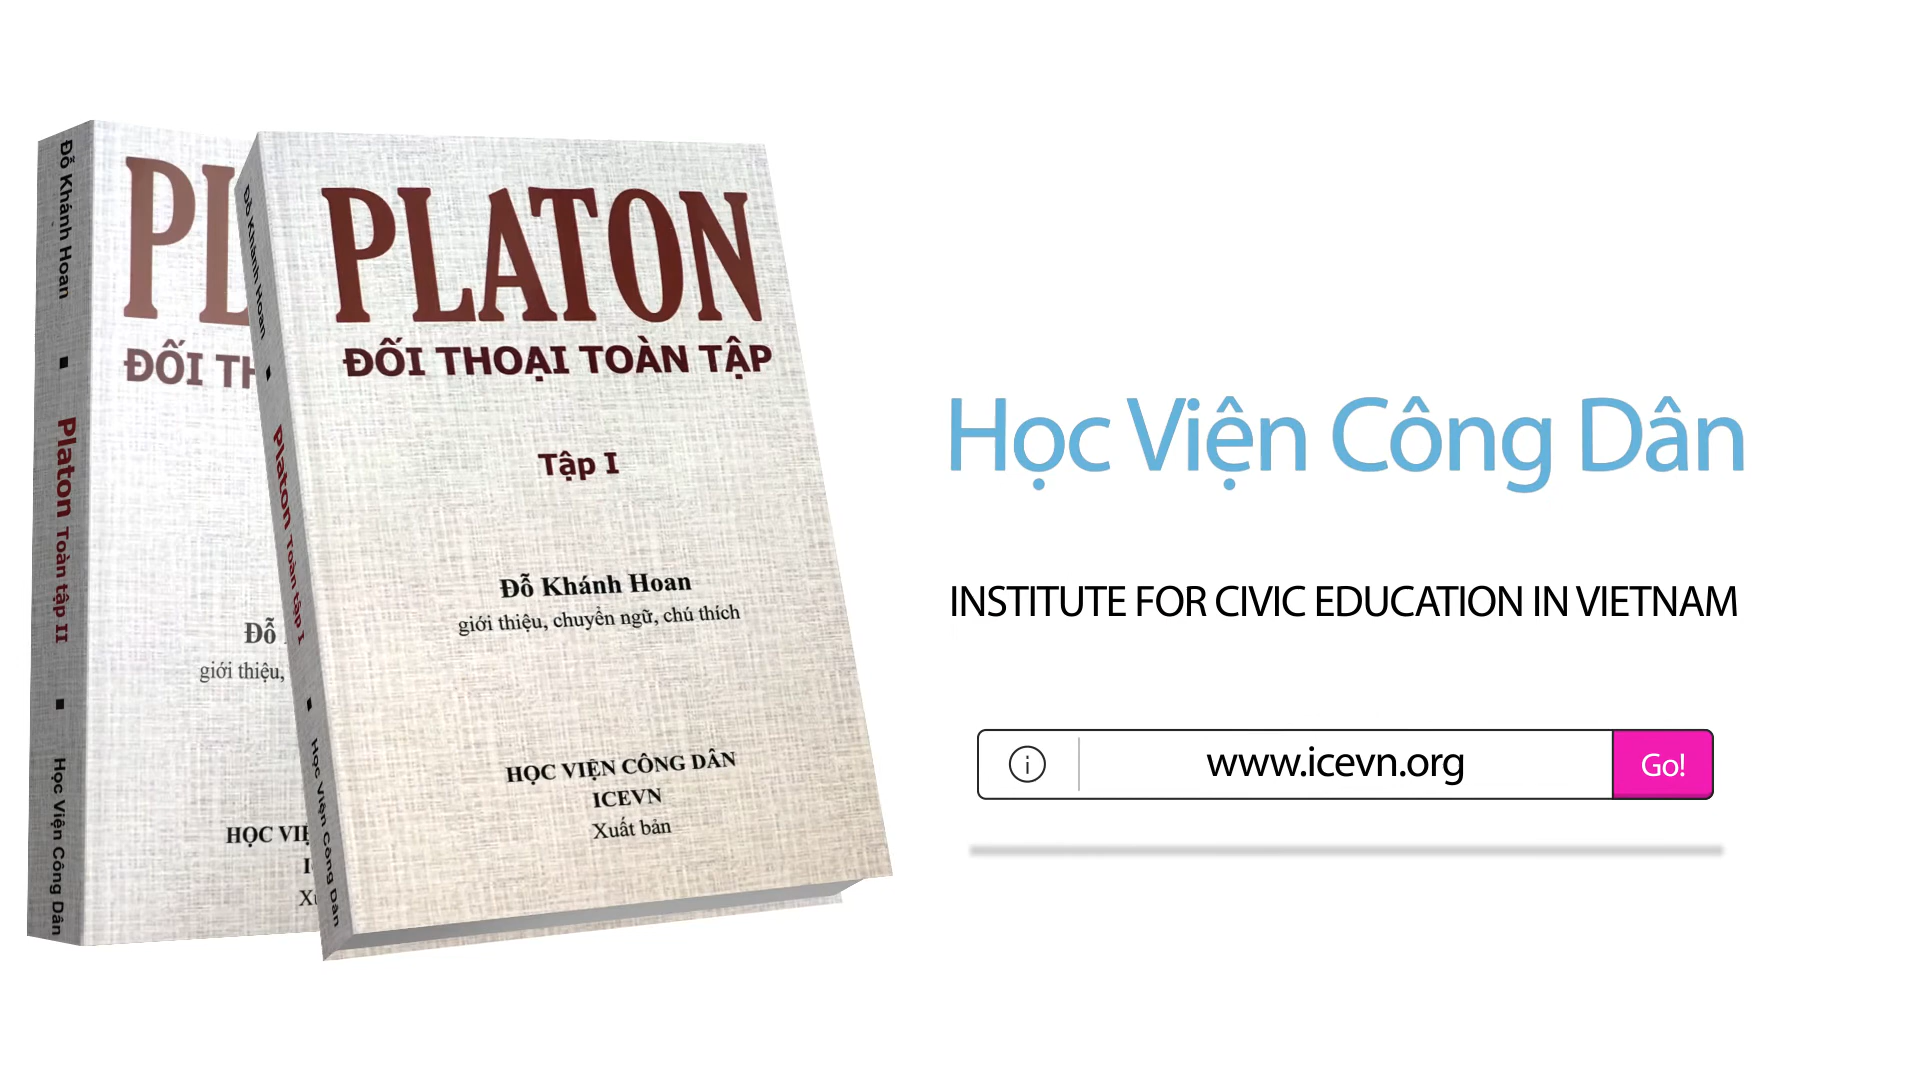 Đỗ Khánh Hoan
Platon Toàn tập II
Học Viện Công Dân
PL
ĐỐI TH
Đỗ
giới thiệu,
HỌC VIỆ
Đỗ Khánh Hoan
Platon Toàn tập I
Học Viện Công Dân
PLATON
ĐỐI THOẠI TOÀN TẬP
Tập I
Đỗ Khánh Hoan
giới thiệu, chuyển ngữ, chú thích
HỌC VIỆN CÔNG DÂN
ICEVN
Xuất bản
Học Viện Công Dân
INSTITUTE FOR CIVIC EDUCATION IN VIETNAM
www.icevn.org
Go!